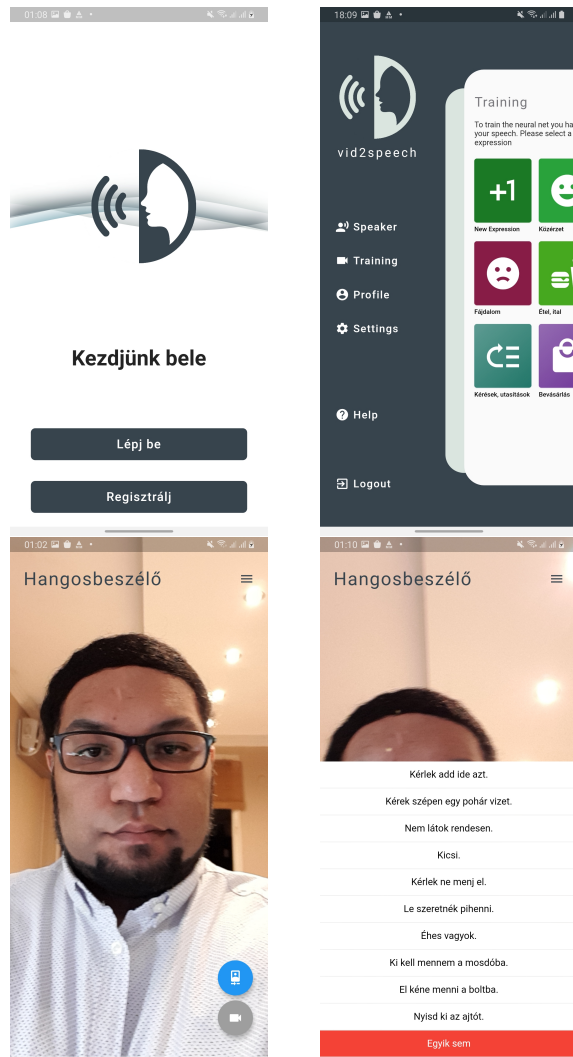 01:08
Kezdjünk bele
Lépj be
Regisztrálj
18:09
vid2speech
Speaker
Training
Profile
Settings
Help
Logout
Training
To train the neural net you ha
your speech. Please select a
expression
+1
New Expression
Közérzet
Fájdalom
Étel, ital
Kérések, utasítások
Bevásárlás
01:02
Hangosbeszélő
01:10
Hangosbeszélő
Kérlek add ide azt.
Kérek szépen egy pohár vizet.
Nem látok rendesen.
Kicsi.
Kérlek ne menj el.
Le szeretnék pihenni.
Éhes vagyok.
Ki kell mennem a mosdóba.
El kéne menni a boltba.
Nyisd ki az ajtót.
Egyik sem